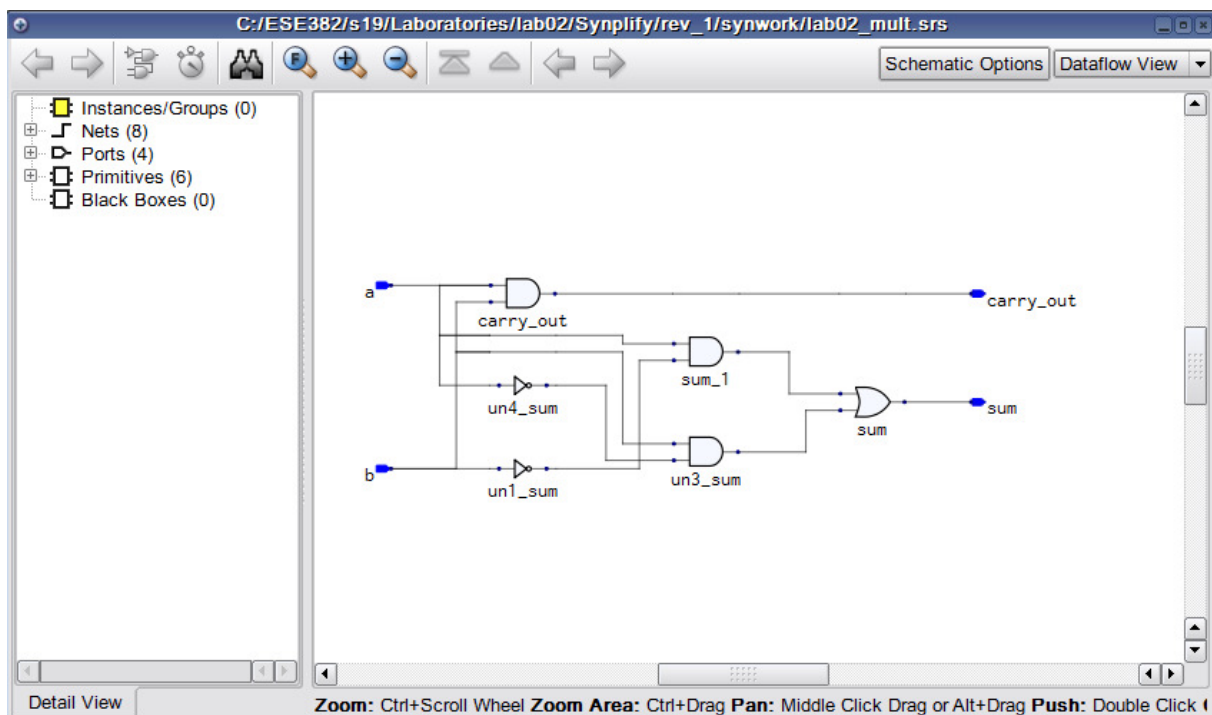 C:/ESE382/s19/Laboratories/lab02/Synplify/rev_1/synwork/lab02_mult.srs
F
Schematic Options
Dataflow View
Instances/Groups (0)
Nets (8)
Ports (4)
Primitives (6)
Black Boxes (0)
a
carry_out
carry_out
sum_1
un4_sum
sum
sum
b
un1_sum
un3_sum
Detail View
Zoom: Ctrl+Scroll Wheel Zoom Area: Ctrl+Drag Pan: Middle Click Drag or Alt+Drag Push: Double Click